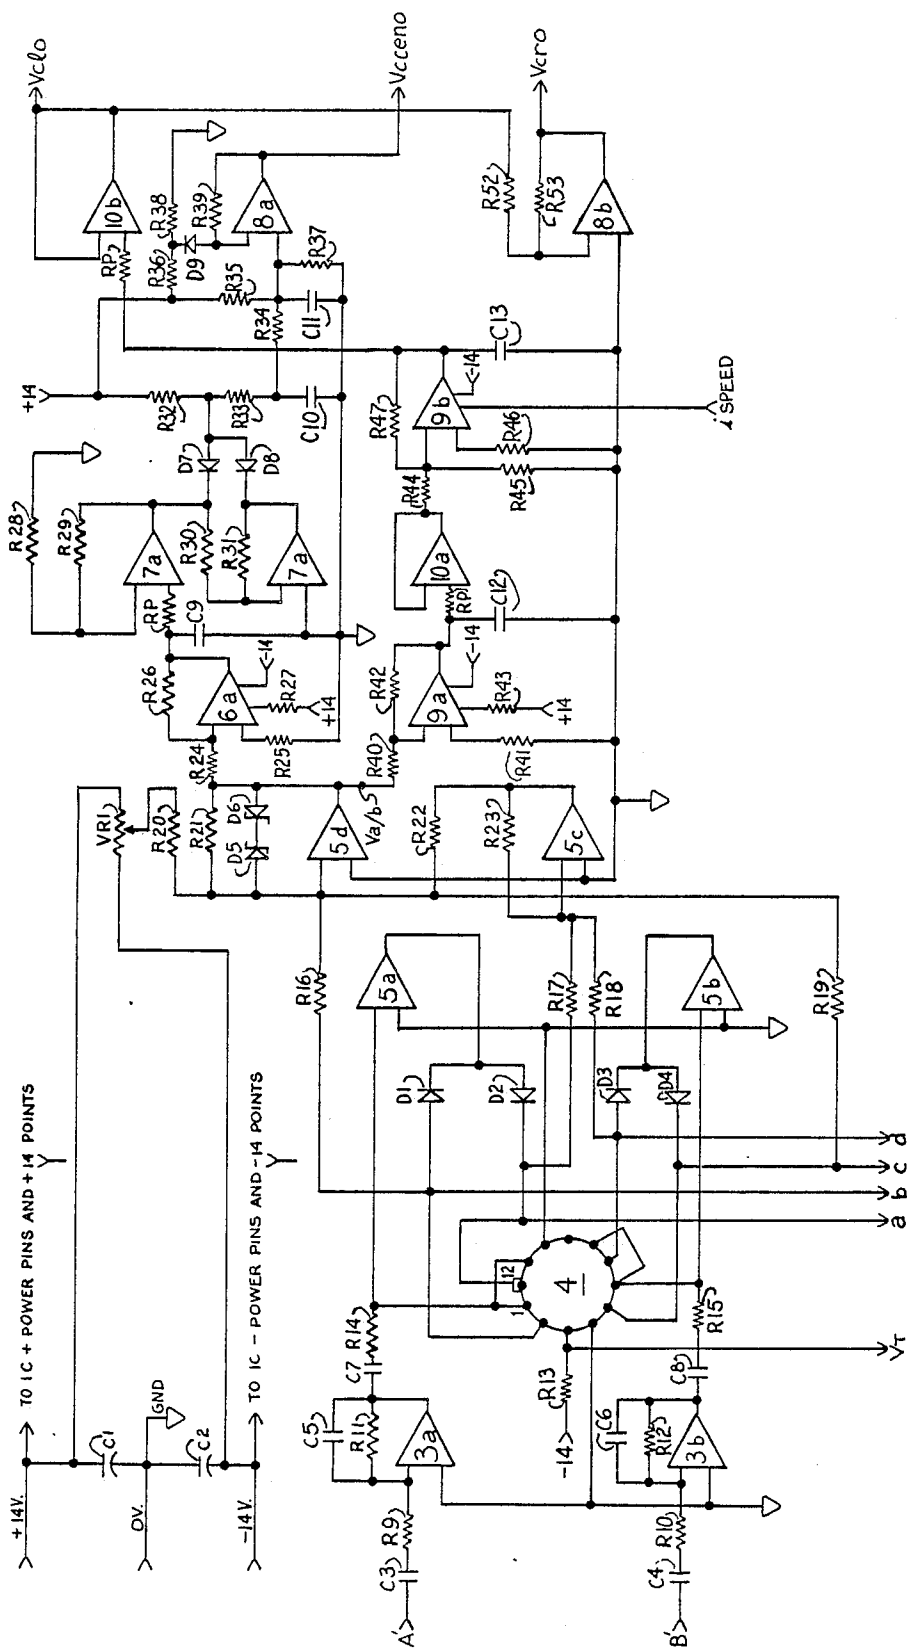 +14V.
TO IC + POWER PINS AND +14 POINTS
C1
0V.
GND
C2
-14V
TO IC - POWER PINS AND -14 POINTS
VR1
R20
R21
D5
D6
R24
R26
6a
-14
R27
+14
R25
RP
C9
R28
R29
7a
R30
R31
7a
D7
D8
+14
R32
R33
C10
R34
R35
R36
R38
D9
R39
8a
R37
C11
RP
10b
Vclo
Vcceno
A'
C3
R9
C5
R11
3a
C7
R14
R16
5a
D1
D2
5d
Va/b
R40
R42
9a
-14
R43
+14
R41
RP
C12
10a
R44
R47
9b
-14
R45
R46
C13
i SPEED
R52
R53
8b
Vcro
-14
R13
1
12
4
R17
R18
R22
R23
5c
D3
D4
5b
R19
B'
C4
R10
C6
R12
3b
C8
R15
VT
a
b
c
d